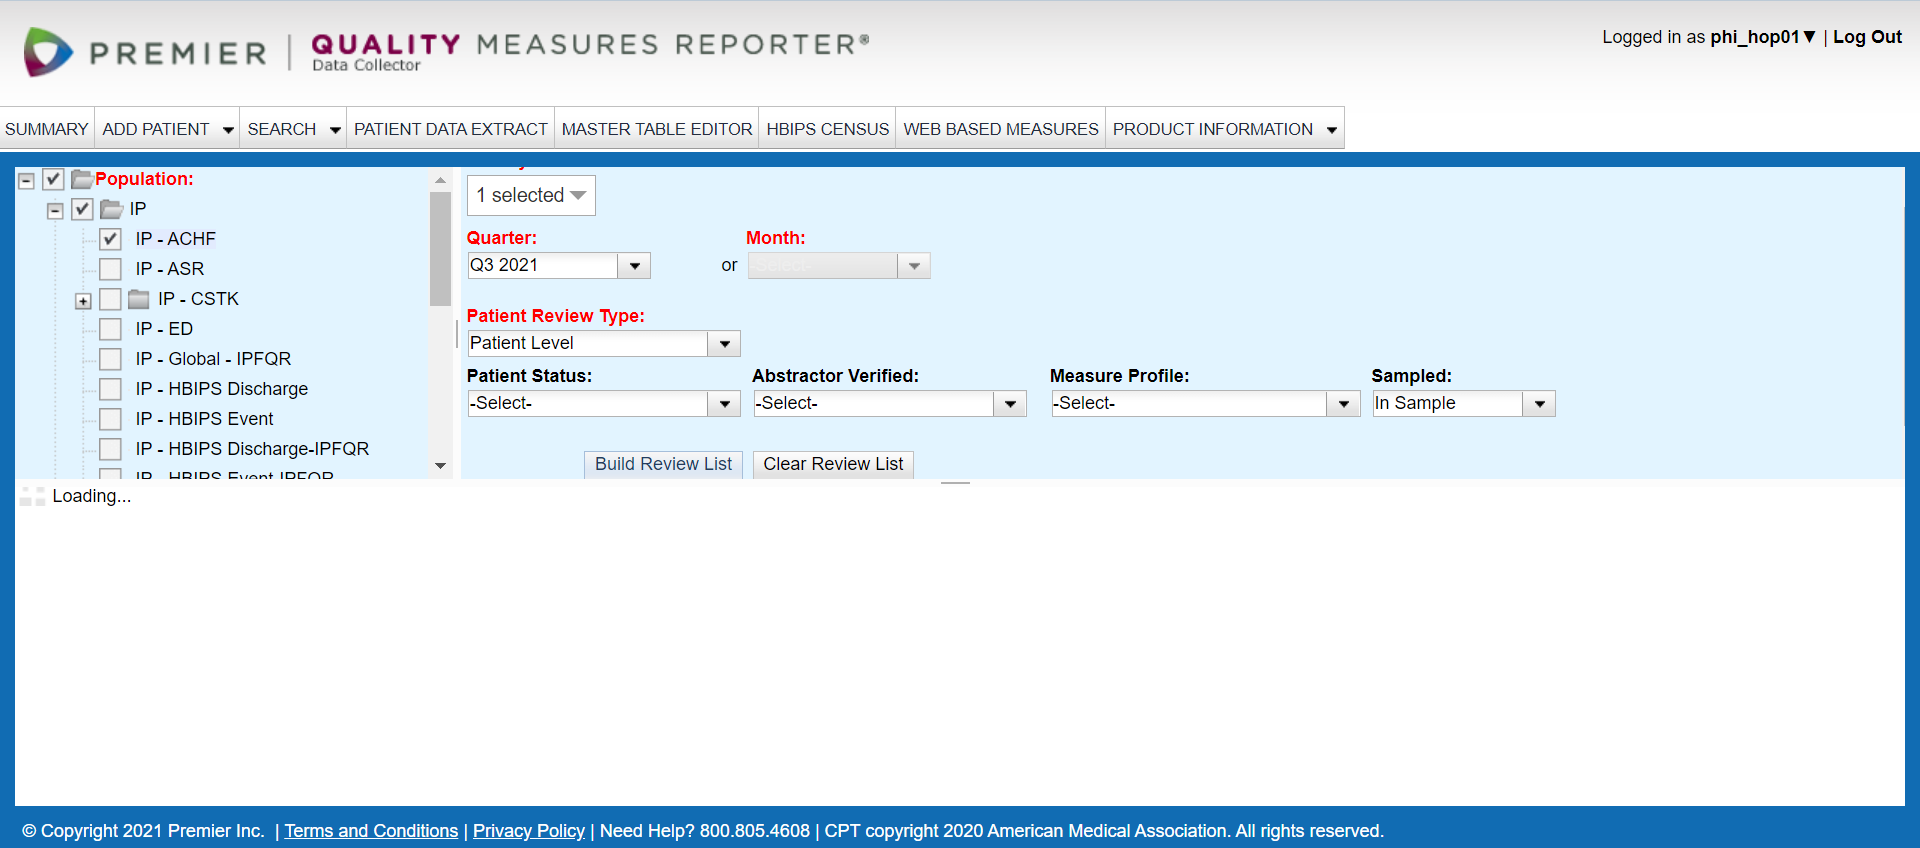 PREMIER | QUALITY MEASURES REPORTER®
Data Collector
Logged in as phi_hop01▼ | Log Out
SUMMARY ADD PATIENT SEARCH PATIENT DATA EXTRACT MASTER TABLE EDITOR HBIPS CENSUS WEB BASED MEASURES PRODUCT INFORMATION
Population:
IP
IP - ACHF
IP - ASR
IP - CSTK
IP - ED
IP - Global - IPFQR
IP - HBIPS Discharge
IP - HBIPS Event
IP - HBIPS Discharge-IPFQR
IP - HBIPS Event-IPFQR
1 selected
Quarter: Month:
Q3 2021 or -Select-
Patient Review Type:
Patient Level
Patient Status: Abstractor Verified: Measure Profile: Sampled:
-Select- -Select- -Select- In Sample
Build Review List Clear Review List
Loading...
© Copyright 2021 Premier Inc. | Terms and Conditions | Privacy Policy | Need Help? 800.805.4608 | CPT copyright 2020 American Medical Association. All rights reserved.